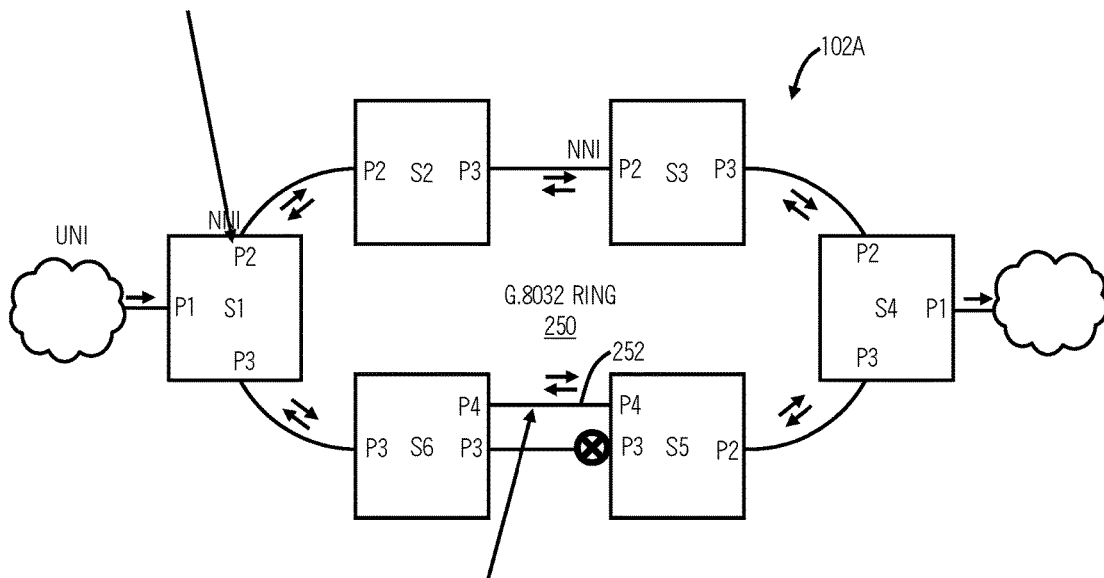 102A
P2 S2 P3
NNI
P2 S3 P3
UNI
NNI
P2
P1 S1
P3
G.8032 RING
250
P2
S4 P1
P3
252
P4
P3 S6 P3
P4
P3 S5 P2